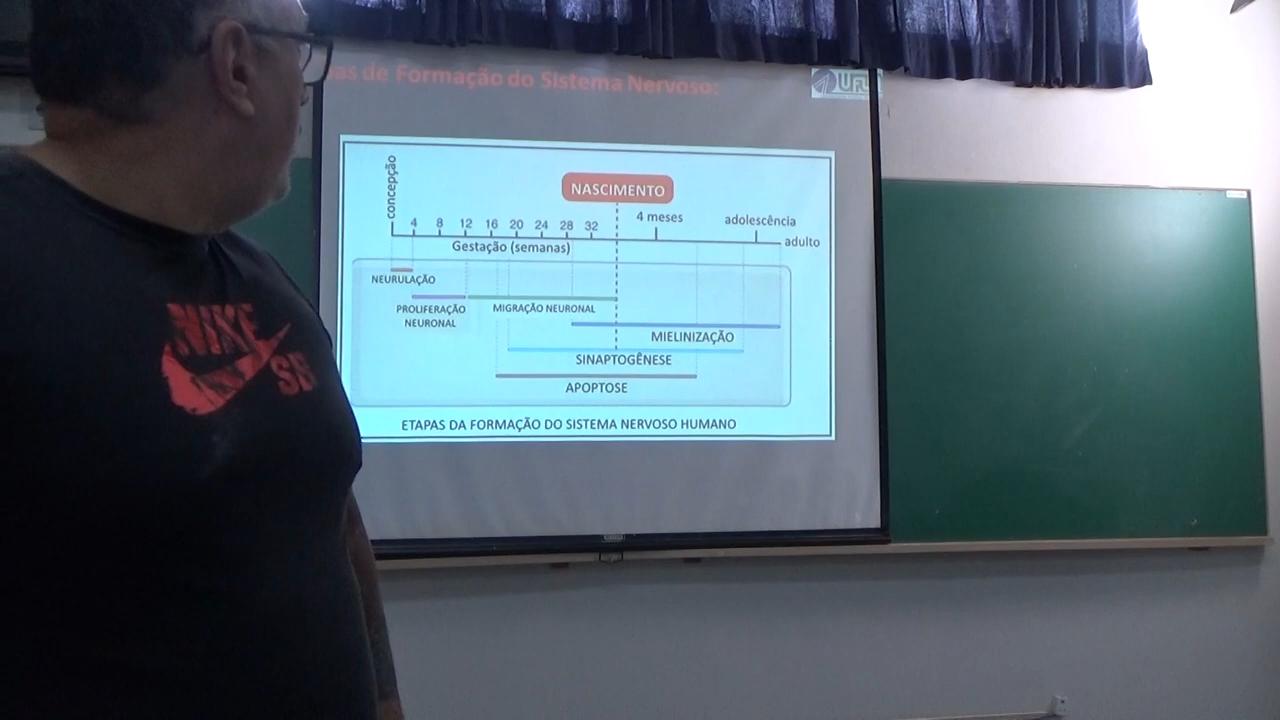 as de Formação do Sistema Nervoso:
NASCIMENTO
concepção
4 8 12 16 20 24 28 32
4 meses
adolescência
adulto
Gestação (semanas)
NEURULAÇÃO
PROLIFERAÇÃO
NEURONAL
MIGRAÇÃO NEURONAL
MIELINIZAÇÃO
SINAPTOGÊNESE
APOPTOSE
ETAPAS DA FORMAÇÃO DO SISTEMA NERVOSO HUMANO
NIKE
SB